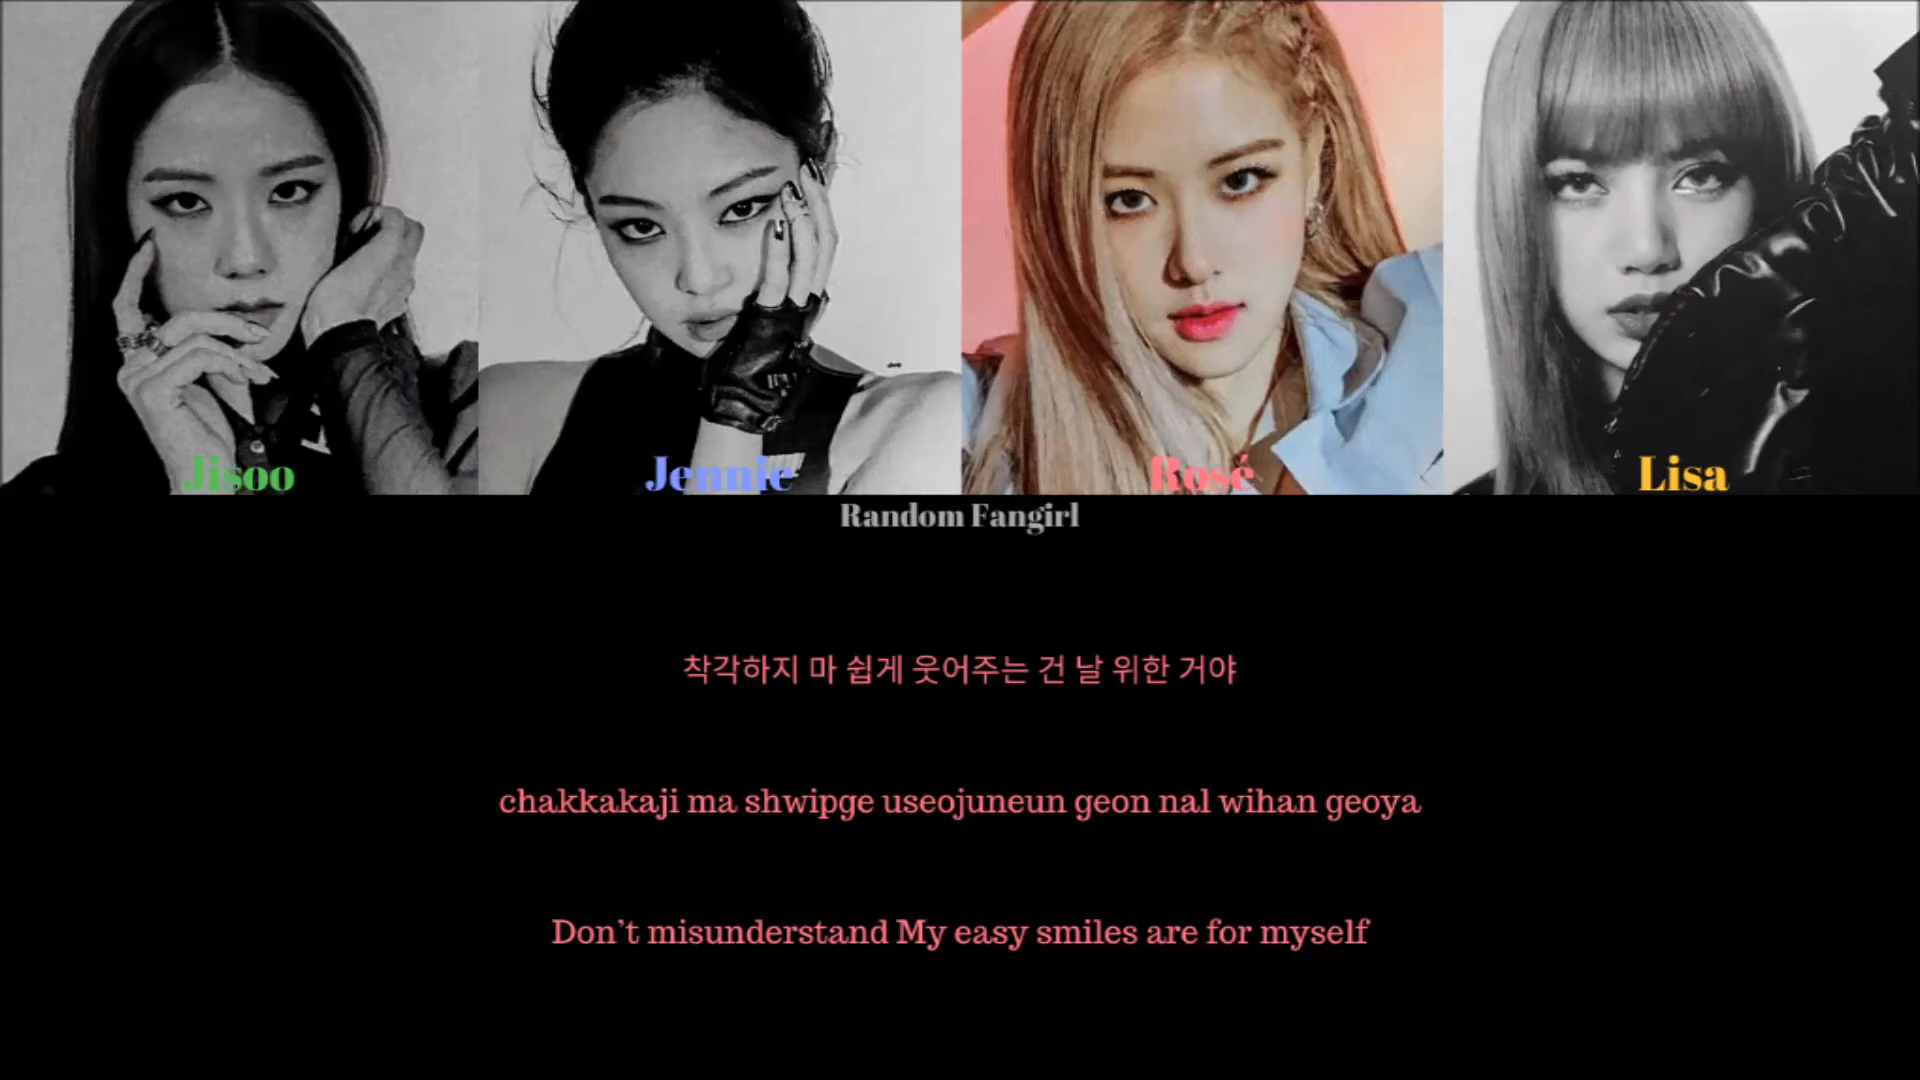 Jisoo
Jennie
Rosé
Lisa
Random Fangirl
착각하지 마 쉽게 웃어주는 건 날 위한 거야
chakkakaji ma shwipge useojuneun geon nal wihan geoya
Don’t misunderstand My easy smiles are for myself